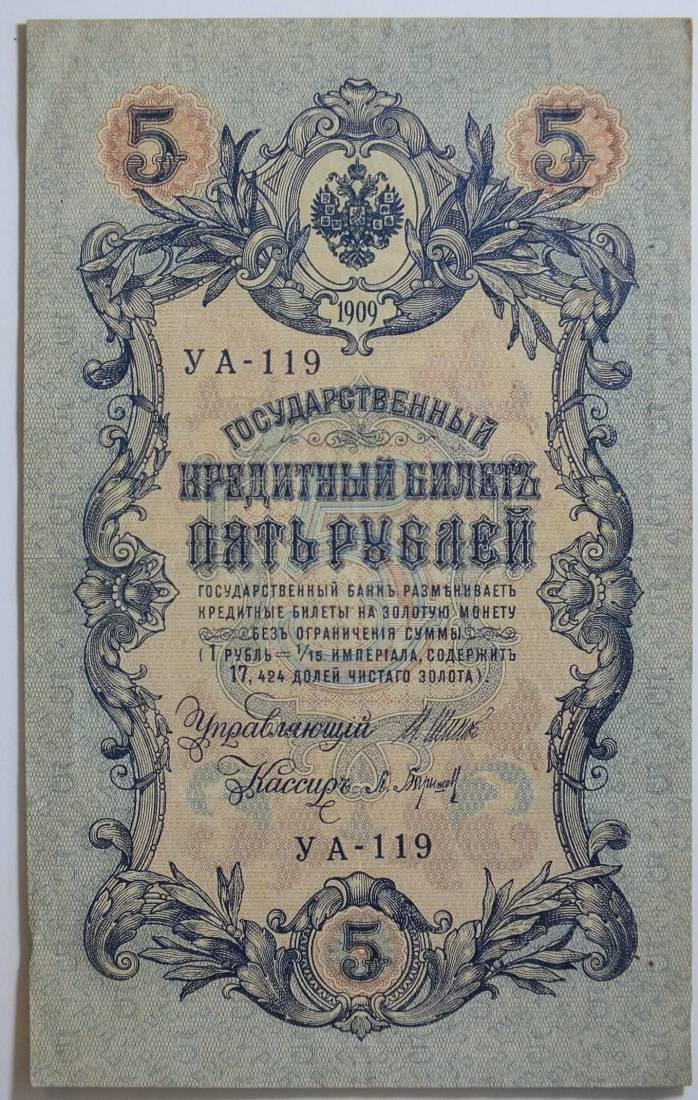 5 5
1909
УА-119
ГОСУДАРСТВЕННЫЙ
КРЕДИТНЫЙ БИЛЕТЪ
ПЯТЬ РУБЛЕЙ
ГОСУДАРСТВЕННЫЙ БАНКЪ РАЗМѢНИВАЕТЪ
КРЕДИТНЫЕ БИЛЕТЫ НА ЗОЛОТУЮ МОНЕТУ
БЕЗЪ ОГРАНИЧЕНІЯ СУММЫ
(1 РУБЛЬ = 1/15 ИМПЕРІАЛА, СОДЕРЖИТЪ
17, 424 ДОЛЕЙ ЧИСТАГО ЗОЛОТА).
Управляющій
Кассиръ
УА-119
5